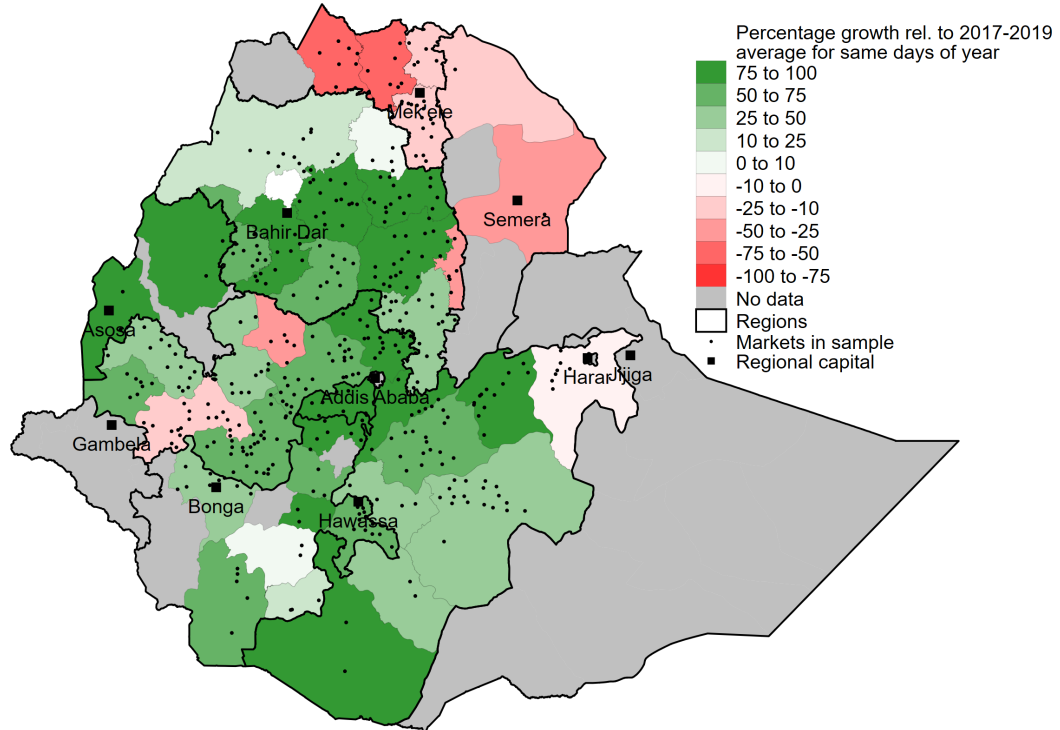 Percentage growth rel. to 2017-2019
average for same days of year
75 to 100
50 to 75
25 to 50
10 to 25
0 to 10
-10 to 0
-25 to -10
-50 to -25
-75 to -50
-100 to -75
No data
Regions
Markets in sample
Regional capital
Mek'ele
Semera
Bahir Dar
Asosa
Harar
Jijiga
Addis Ababa
Gambela
Bonga
Hawassa